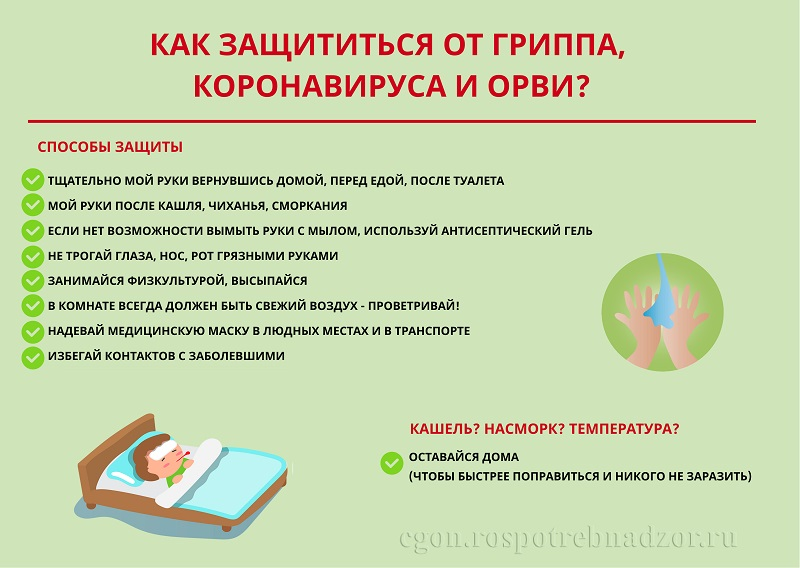 КАК ЗАЩИТИТЬСЯ ОТ ГРИППА,
КОРОНАВИРУСА И ОРВИ?
СПОСОБЫ ЗАЩИТЫ
ТЩАТЕЛЬНО МОЙ РУКИ ВЕРНУВШИСЬ ДОМОЙ, ПЕРЕД ЕДОЙ, ПОСЛЕ ТУАЛЕТА
МОЙ РУКИ ПОСЛЕ КАШЛЯ, ЧИХАНЬЯ, СМОРКАНИЯ
ЕСЛИ НЕТ ВОЗМОЖНОСТИ ВЫМЫТЬ РУКИ С МЫЛОМ, ИСПОЛЬЗУЙ АНТИСЕПТИЧЕСКИЙ ГЕЛЬ
НЕ ТРОГАЙ ГЛАЗА, НОС, РОТ ГРЯЗНЫМИ РУКАМИ
ЗАНИМАЙСЯ ФИЗКУЛЬТУРОЙ, ВЫСЫПАЙСЯ
В КОМНАТЕ ВСЕГДА ДОЛЖЕН БЫТЬ СВЕЖИЙ ВОЗДУХ - ПРОВЕТРИВАЙ!
НАДЕВАЙ МЕДИЦИНСКУЮ МАСКУ В ЛЮДНЫХ МЕСТАХ И В ТРАНСПОРТЕ
ИЗБЕГАЙ КОНТАКТОВ С ЗАБОЛЕВШИМИ
КАШЕЛЬ? НАСМОРК? ТЕМПЕРАТУРА?
ОСТАВАЙСЯ ДОМА
(ЧТОБЫ БЫСТРЕЕ ПОПРАВИТЬСЯ И НИКОГО НЕ ЗАРАЗИТЬ)
cgon.rospotrebnadzor.ru